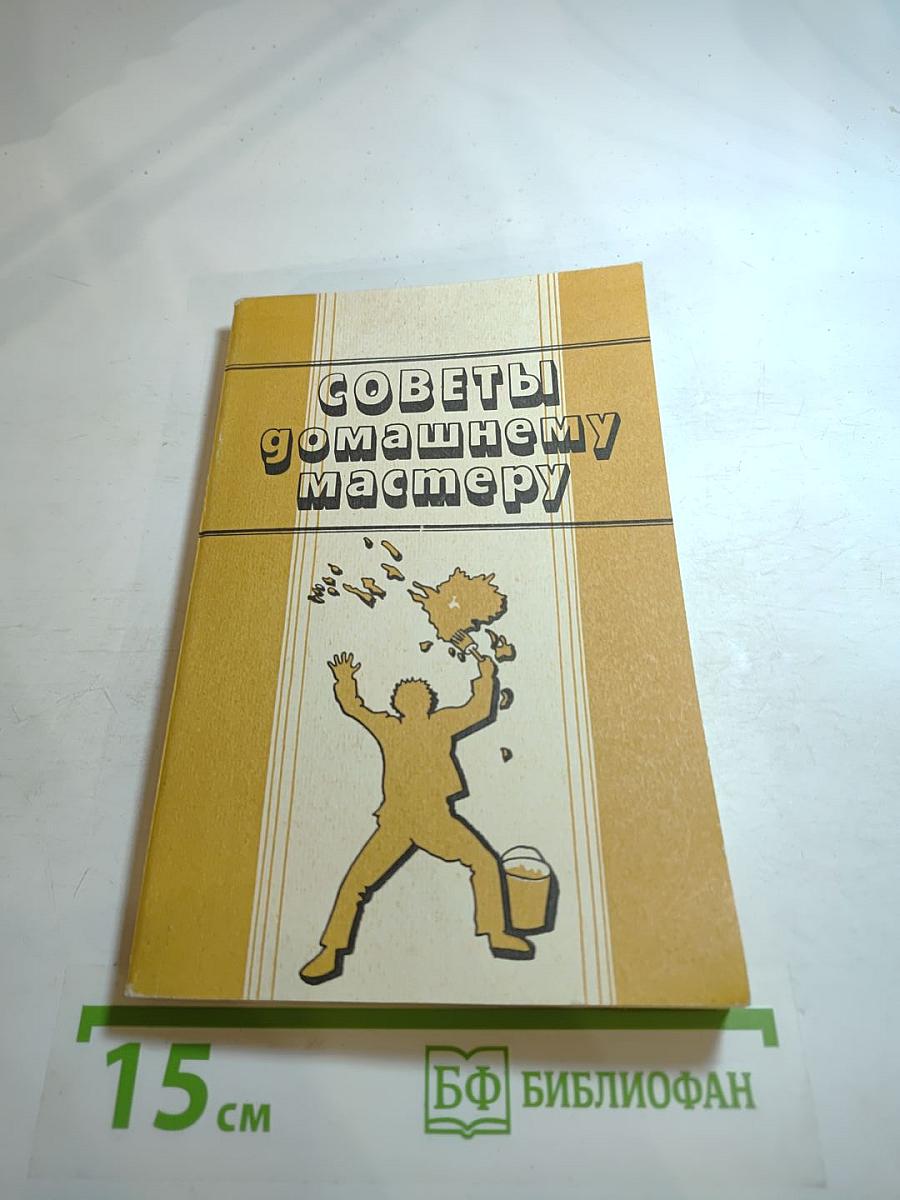 СОВЕТЫ
домашнему
мастеру
15 см
БФ БИБЛИОФАН